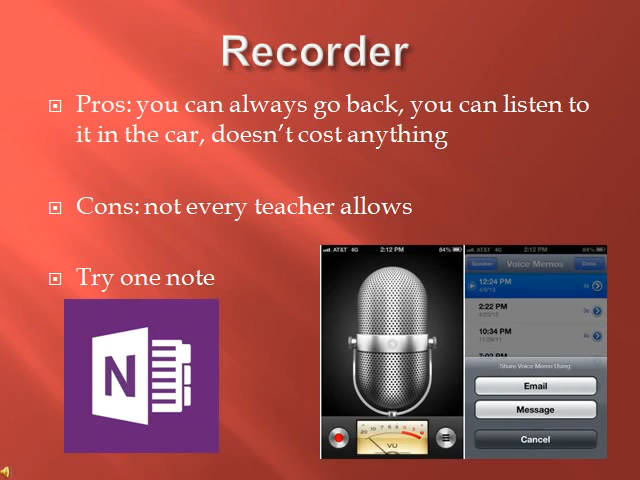 Recorder
Pros: you can always go back, you can listen to
it in the car, doesn't cost anything
Cons: not every teacher allows
Try one note
N
AT&T 4G 2:12 PM 84%
VU
AT&T 4G 2:12 PM 84%
Speaker Voice Memos Done
12:24 PM
2:22 PM
10:34 PM
Share Voice Memo Using:
Email
Message
Cancel